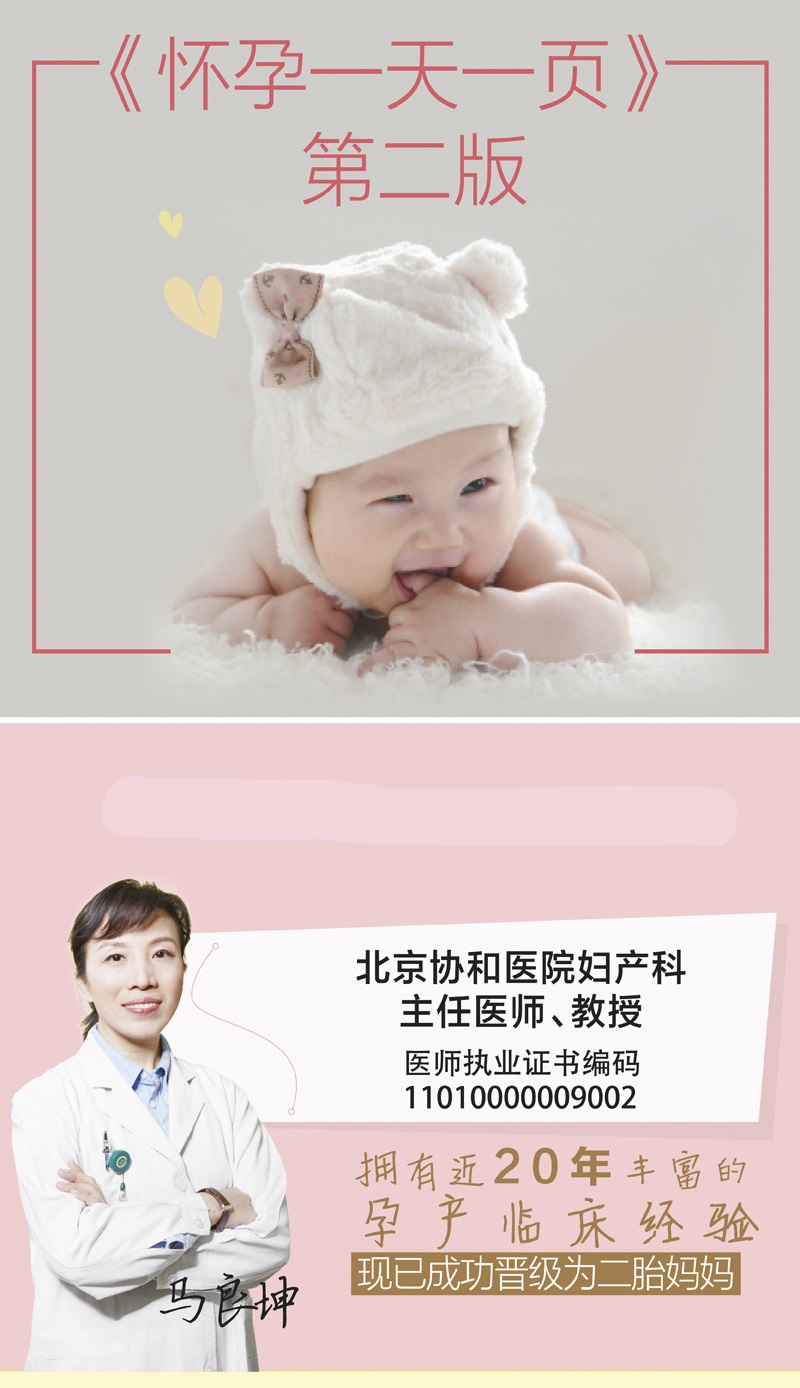 《怀孕一天一页》
第二版
北京协和医院妇产科
主任医师、教授
医师执业证书编码
11010000009002
拥有近20年丰富的
孕产临床经验
现已成功晋级为二胎妈妈
马良坤